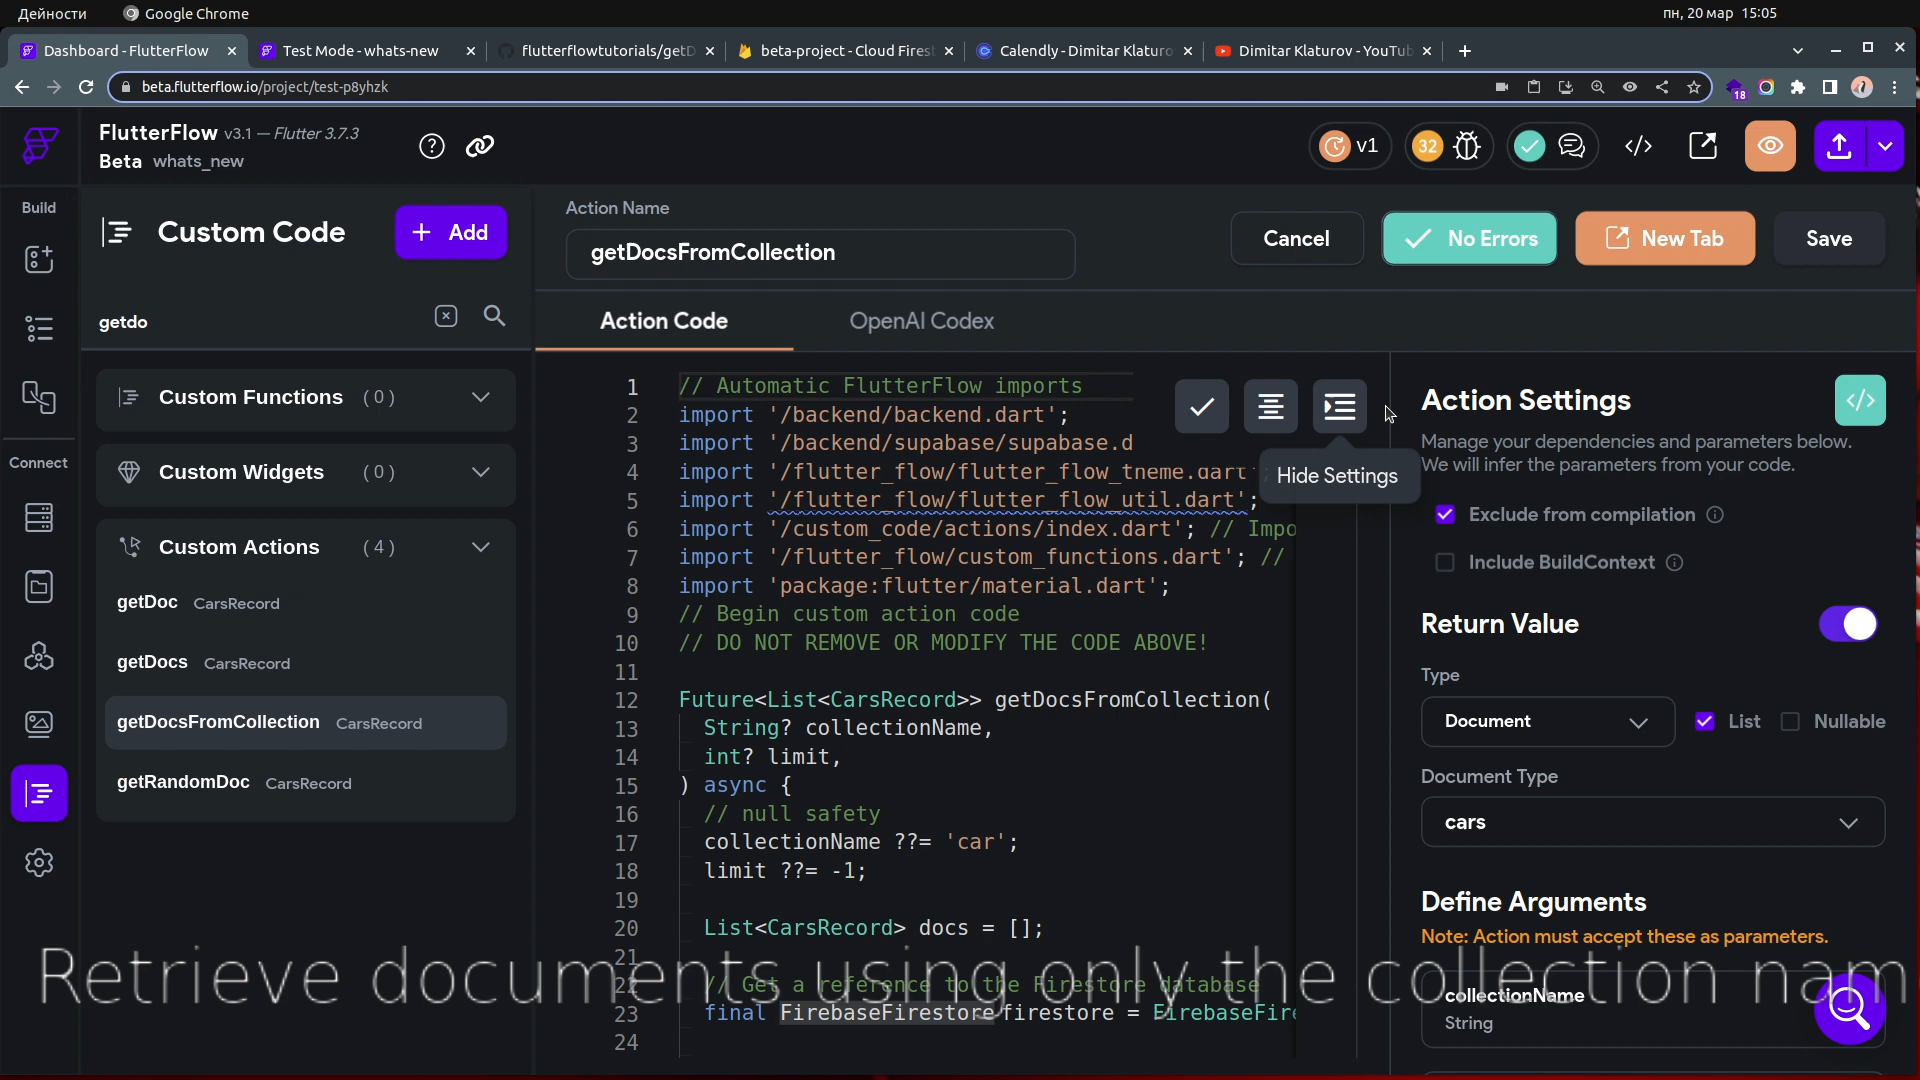 Дейности
Google Chrome
пн, 20 мар 15:05
Dashboard - FlutterFlow
Test Mode - whats-new
flutterflowtutorials/getD
beta-project - Cloud Fires
Calendly - Dimitar Klaturo
Dimitar Klaturov - YouTub
beta.flutterflow.io/project/test-p8yhzk
18
FlutterFlow v3.1 — Flutter 3.7.3
Beta whats_new
v1
32
Build
Connect
Custom Code
Add
getdo
Custom Functions (0)
Custom Widgets (0)
Custom Actions (4)
getDoc CarsRecord
getDocs CarsRecord
getDocsFromCollection CarsRecord
getRandomDoc CarsRecord
Action Name
getDocsFromCollection
Cancel
No Errors
New Tab
Save
Action Code
OpenAI Codex
1 // Automatic FlutterFlow imports
2 import '/backend/backend.dart';
3 import '/backend/supabase/supabase.d
4 import '/flutter_flow/flutter_flow_theme.dart'
5 import '/flutter_flow/flutter_flow_util.dart';
6 import '/custom_code/actions/index.dart'; // Impo
7 import '/flutter_flow/custom_functions.dart'; //
8 import 'package:flutter/material.dart';
9 // Begin custom action code
10 // DO NOT REMOVE OR MODIFY THE CODE ABOVE!
11
12 Future<List<CarsRecord>> getDocsFromCollection(
13 String? collectionName,
14 int? limit,
15 ) async {
16 // null safety
17 collectionName ??= 'car';
18 limit ??= -1;
19
20 List<CarsRecord> docs = [];
21
22 // Get a reference to the Firestore database
23 final FirebaseFirestore firestore = FirebaseFire
24
Hide Settings
Action Settings
Manage your dependencies and parameters below.
We will infer the parameters from your code.
Exclude from compilation
Include BuildContext
Return Value
Type
Document
List
Nullable
Document Type
cars
Define Arguments
Note: Action must accept these as parameters.
collectionName
String
Retrieve documents using only the collection nam